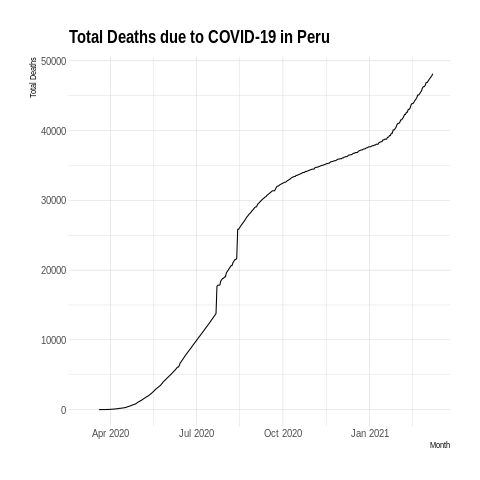 Total Deaths due to COVID-19 in Peru
Total Deaths
50000
40000
30000
20000
10000
0
Apr 2020 Jul 2020 Oct 2020 Jan 2021
Month